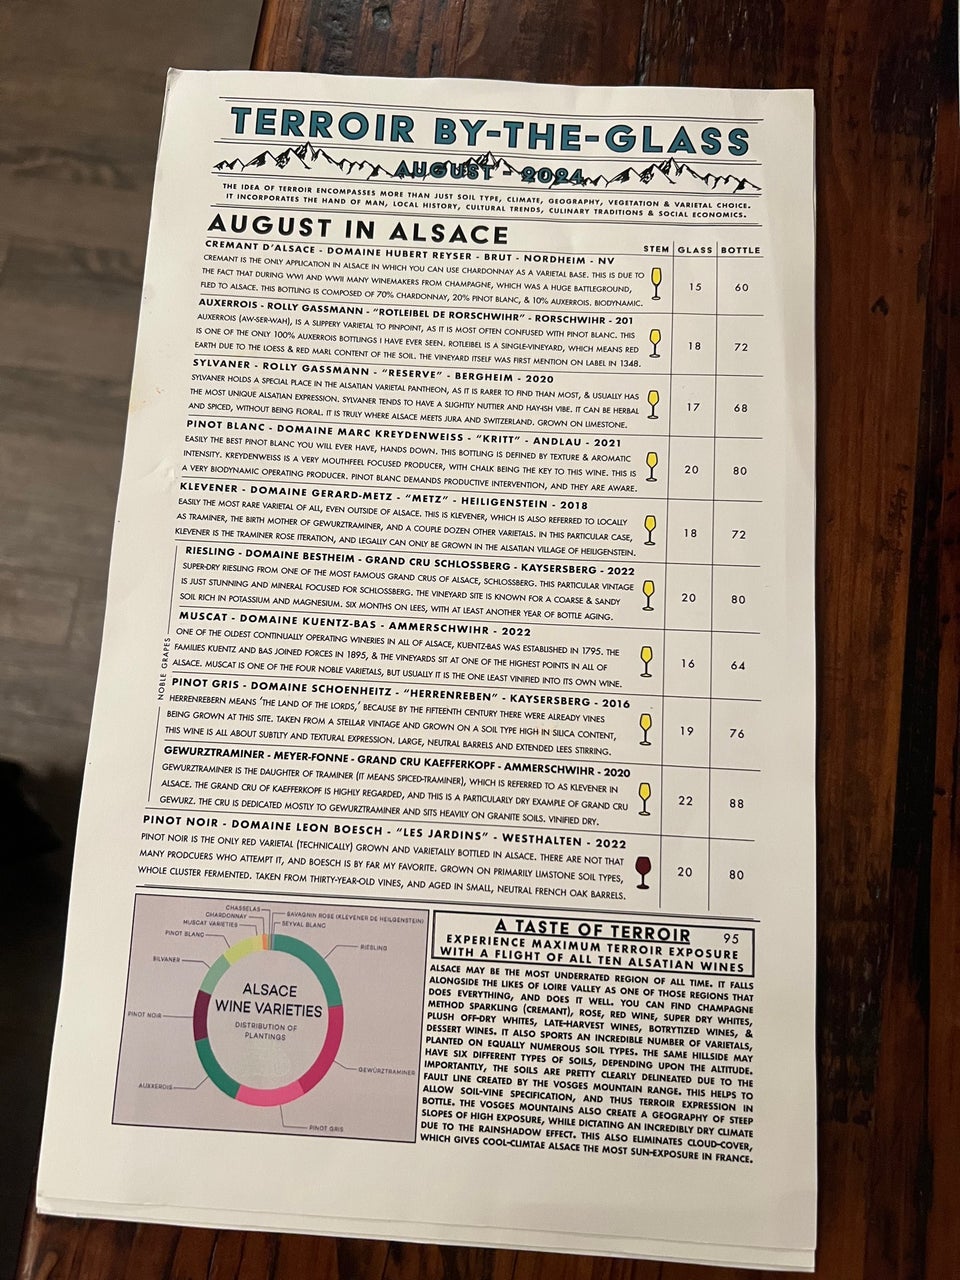 TERROIR BY-THE-GLASS
AUGUST - 2024
THE IDEA OF TERROIR ENCOMPASSES MORE THAN JUST SOIL TYPE, CLIMATE, GEOGRAPHY, VEGETATION & VARIETAL CHOICE.
IT INCORPORATES THE HAND OF MAN, LOCAL HISTORY, CULTURAL TRENDS, CULINARY TRADITIONS & SOCIAL ECONOMICS.
AUGUST IN ALSACE
STEM GLASS BOTTLE
CREMANT D'ALSACE - DOMAINE HUBERT REYSER - BRUT - NORDHEIM - NV
CREMANT IS THE ONLY APPLICATION IN ALSACE IN WHICH YOU CAN USE CHARDONNAY AS A VARIETAL BASE. THIS IS DUE TO
THE FACT THAT DURING WWI AND WWII MANY WINEMAKERS FROM CHAMPAGNE, WHICH WAS A HUGE BATTLEGROUND,
FLED TO ALSACE. THIS BOTTLING IS COMPOSED OF 70% CHARDONNAY, 20% PINOT BLANC, & 10% AUXERROIS. BIODYNAMIC.
15 60
AUXERROIS - ROLLY GASSMANN - "ROTLEIBEL DE RORSCHWIHR" - RORSCHWIHR - 201
AUXERROIS (AW-SER-WAH), IS A SLIPPERY VARIETAL TO PINPOINT, AS IT IS MOST OFTEN CONFUSED WITH PINOT BLANC. THIS
IS ONE OF THE ONLY 100% AUXERROIS BOTTLINGS I HAVE EVER SEEN. ROTLEIBEL IS A SINGLE-VINEYARD, WHICH MEANS RED
EARTH DUE TO THE LOESS & RED MARL CONTENT OF THE SOIL. THE VINEYARD ITSELF WAS FIRST MENTION ON LABEL IN 1348.
18 72
SYLVANER - ROLLY GASSMANN - "RESERVE" - BERGHEIM - 2020
SYLVANER HOLDS A SPECIAL PLACE IN THE ALSATIAN VARIETAL PANTHEON, AS IT IS RARER TO FIND THAN MOST, & USUALLY HAS
THE MOST UNIQUE ALSATIAN EXPRESSION. SYLVANER TENDS TO HAVE A SLIGHTLY NUTTIER AND HAY-ISH VIBE. IT CAN BE HERBAL
AND SPICED, WITHOUT BEING FLORAL. IT IS TRULY WHERE ALSACE MEETS JURA AND SWITZERLAND. GROWN ON LIMESTONE.
17 68
PINOT BLANC - DOMAINE MARC KREYDENWEISS - "KRITT" - ANDLAU - 2021
EASILY THE BEST PINOT BLANC YOU WILL EVER HAVE, HANDS DOWN. THIS BOTTLING IS DEFINED BY TEXTURE & AROMATIC
INTENSITY. KREYDENWEISS IS A VERY MOUTHFEEL FOCUSED PRODUCER, WITH CHALK BEING THE KEY TO THIS WINE. THIS IS
A VERY BIODYNAMIC OPERATING PRODUCER. PINOT BLANC DEMANDS PRODUCTIVE INTERVENTION, AND THEY ARE AWARE.
20 80
KLEVENER - DOMAINE GERARD-METZ - "METZ" - HEILIGENSTEIN - 2018
EASILY THE MOST RARE VARIETAL OF ALL, EVEN OUTSIDE OF ALSACE. THIS IS KLEVENER, WHICH IS ALSO REFERRED TO LOCALLY
AS TRAMINER, THE BIRTH MOTHER OF GEWURZTRAMINER, AND A COUPLE DOZEN OTHER VARIETALS. IN THIS PARTICULAR CASE,
KLEVENER IS THE TRAMINER ROSE ITERATION, AND LEGALLY CAN ONLY BE GROWN IN THE ALSATIAN VILLAGE OF HEILIGENSTEIN.
18 72
NOBLE GRAPES
RIESLING - DOMAINE BESTHEIM - GRAND CRU SCHLOSSBERG - KAYSERSBERG - 2022
SUPER-DRY RIESLING FROM ONE OF THE MOST FAMOUS GRAND CRUS OF ALSACE, SCHLOSSBERG. THIS PARTICULAR VINTAGE
IS JUST STUNNING AND MINERAL FOCUSED FOR SCHLOSSBERG. THE VINEYARD SITE IS KNOWN FOR A COARSE & SANDY
SOIL RICH IN POTASSIUM AND MAGNESIUM. SIX MONTHS ON LEES, WITH AT LEAST ANOTHER YEAR OF BOTTLE AGING.
20 80
MUSCAT - DOMAINE KUENTZ-BAS - AMMERSCHWIHR - 2022
ONE OF THE OLDEST CONTINUALLY OPERATING WINERIES IN ALL OF ALSACE, KUENTZ-BAS WAS ESTABLISHED IN 1795. THE
FAMILIES KUENTZ AND BAS JOINED FORCES IN 1895, & THE VINEYARDS SIT AT ONE OF THE HIGHEST POINTS IN ALL OF
ALSACE. MUSCAT IS ONE OF THE FOUR NOBLE VARIETALS, BUT USUALLY IT IS THE ONE LEAST VINIFIED INTO ITS OWN WINE.
16 64
PINOT GRIS - DOMAINE SCHOENHEITZ - "HERRENREBEN" - KAYSERSBERG - 2016
HERRENREBERN MEANS 'THE LAND OF THE LORDS,' BECAUSE BY THE FIFTEENTH CENTURY THERE WERE ALREADY VINES
BEING GROWN AT THIS SITE. TAKEN FROM A STELLAR VINTAGE AND GROWN ON A SOIL TYPE HIGH IN SILICA CONTENT,
THIS WINE IS ALL ABOUT SUBTLTY AND TEXTURAL EXPRESSION. LARGE, NEUTRAL BARRELS AND EXTENDED LEES STIRRING.
19 76
GEWURZTRAMINER - MEYER-FONNE - GRAND CRU KAEFFERKOPF - AMMERSCHWIHR - 2020
GEWURZTRAMINER IS THE DAUGHTER OF TRAMINER (IT MEANS SPICED-TRAMINER), WHICH IS REFERRED TO AS KLEVENER IN
ALSACE. THE GRAND CRU OF KAEFFERKOPF IS HIGHLY REGARDED, AND THIS IS A PARTICULARLY DRY EXAMPLE OF GRAND CRU
GEWURZ. THE CRU IS DEDICATED MOSTLY TO GEWURZTRAMINER AND SITS HEAVILY ON GRANITE SOILS. VINIFIED DRY.
22 88
PINOT NOIR - DOMAINE LEON BOESCH - "LES JARDINS" - WESTHALTEN - 2022
PINOT NOIR IS THE ONLY RED VARIETAL (TECHNICALLY) GROWN AND VARIETALLY BOTTLED IN ALSACE. THERE ARE NOT THAT
MANY PRODCUERS WHO ATTEMPT IT, AND BOESCH IS BY FAR MY FAVORITE. GROWN ON PRIMARILY LIMSTONE SOIL TYPES,
WHOLE CLUSTER FERMENTED. TAKEN FROM THIRTY-YEAR-OLD VINES, AND AGED IN SMALL, NEUTRAL FRENCH OAK BARRELS.
20 80
CHASSELAS
CHARDONNAY
MUSCAT VARIETIES
PINOT BLANC
SILVANER
PINOT NOIR
AUXERROIS
SAVAGNIN ROSE (KLEVENER DE HEILGENSTEIN)
SEYVAL BLANC
RIESLING
GEWÜRZTRAMINER
PINOT GRIS
ALSACE
WINE VARIETIES
DISTRIBUTION OF
PLANTINGS
A TASTE OF TERROIR 95
EXPERIENCE MAXIMUM TERROIR EXPOSURE
WITH A FLIGHT OF ALL TEN ALSATIAN WINES
ALSACE MAY BE THE MOST UNDERRATED REGION OF ALL TIME. IT FALLS
ALONGSIDE THE LIKES OF LOIRE VALLEY AS ONE OF THOSE REGIONS THAT
DOES EVERYTHING, AND DOES IT WELL. YOU CAN FIND CHAMPAGNE
METHOD SPARKLING (CREMANT), ROSE, RED WINE, SUPER DRY WHITES,
PLUSH OFF-DRY WHITES, LATE-HARVEST WINES, BOTRYTIZED WINES, &
DESSERT WINES. IT ALSO SPORTS AN INCREDIBLE NUMBER OF VARIETALS,
PLANTED ON EQUALLY NUMEROUS SOIL TYPES. THE SAME HILLSIDE MAY
HAVE SIX DIFFERENT TYPES OF SOILS, DEPENDING UPON THE ALTITUDE.
IMPORTANTLY, THE SOILS ARE PRETTY CLEARLY DELINEATED DUE TO THE
FAULT LINE CREATED BY THE VOSGES MOUNTAIN RANGE. THIS HELPS TO
ALLOW SOIL-VINE SPECIFICATION, AND THUS TERROIR EXPRESSION IN
BOTTLE. THE VOSGES MOUNTAINS ALSO CREATE A GEOGRAPHY OF STEEP
SLOPES OF HIGH EXPOSURE, WHILE DICTATING AN INCREDIBLY DRY CLIMATE
DUE TO THE RAINSHADOW EFFECT. THIS ALSO ELIMINATES CLOUD-COVER,
WHICH GIVES COOL-CLIMTAE ALSACE THE MOST SUN-EXPOSURE IN FRANCE.